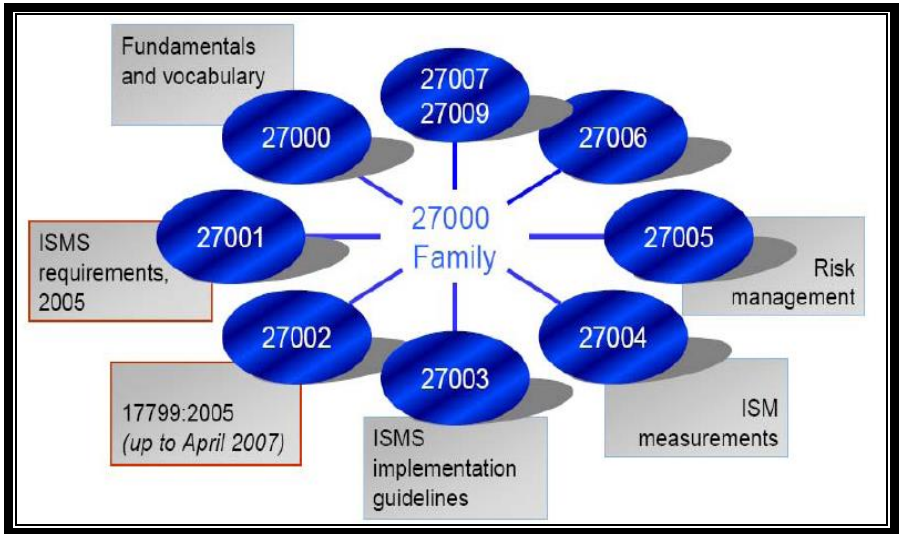 Fundamentals
and vocabulary
27000
27007
27009
27006
27001
ISMS
requirements,
2005
27000
Family
27005
Risk
management
27002
17799:2005
(up to April 2007)
27003
ISMS
implementation
guidelines
27004
ISM
measurements